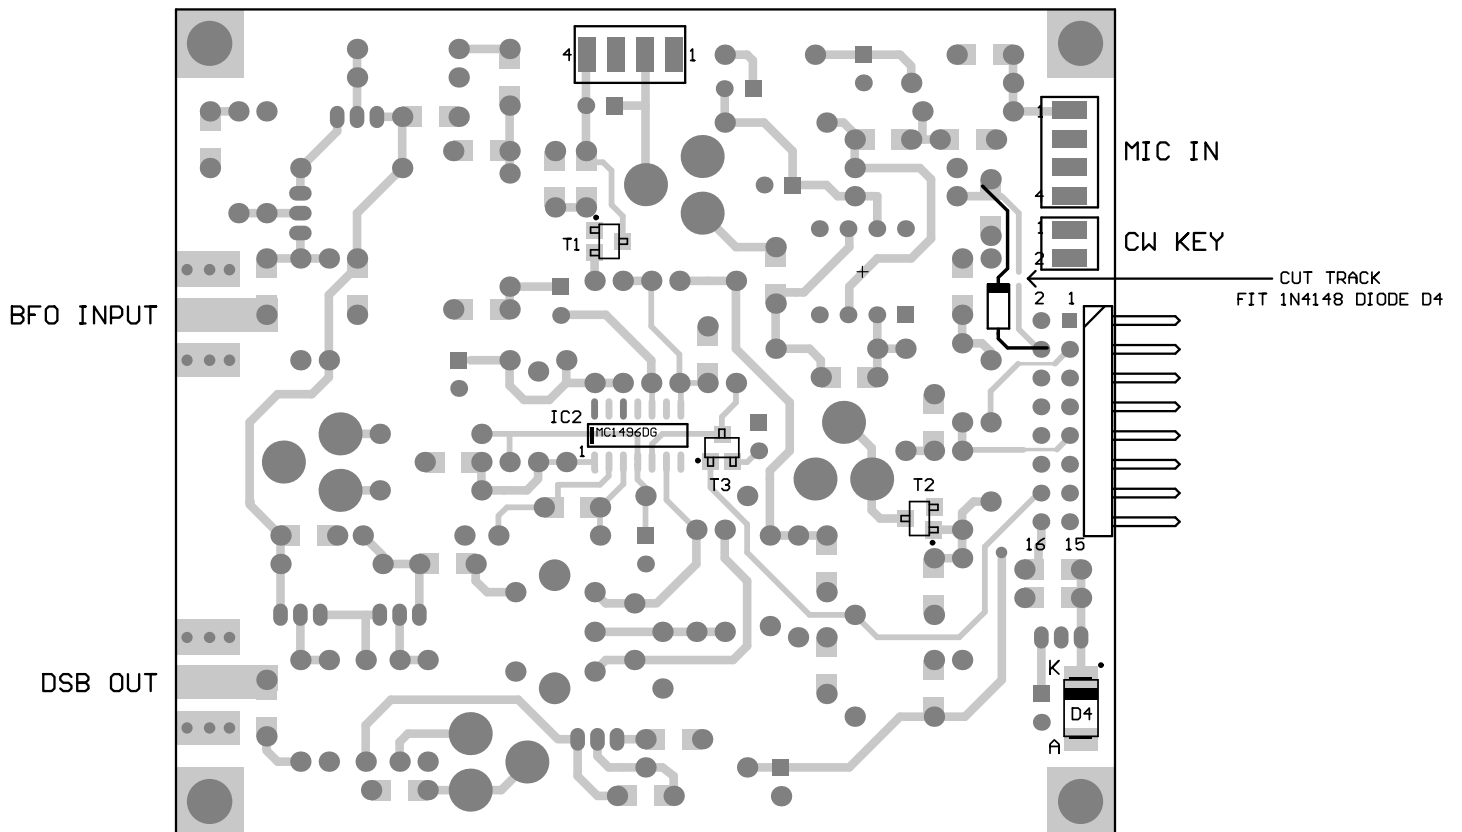 4 1
1
MIC IN
4
1
CW KEY
2
T1
CUT TRACK
FIT 1N4148 DIODE D4
2 1
BFO INPUT
IC2
MC1496DG
1
T3
T2
16 15
K
DSB OUT
D4
A